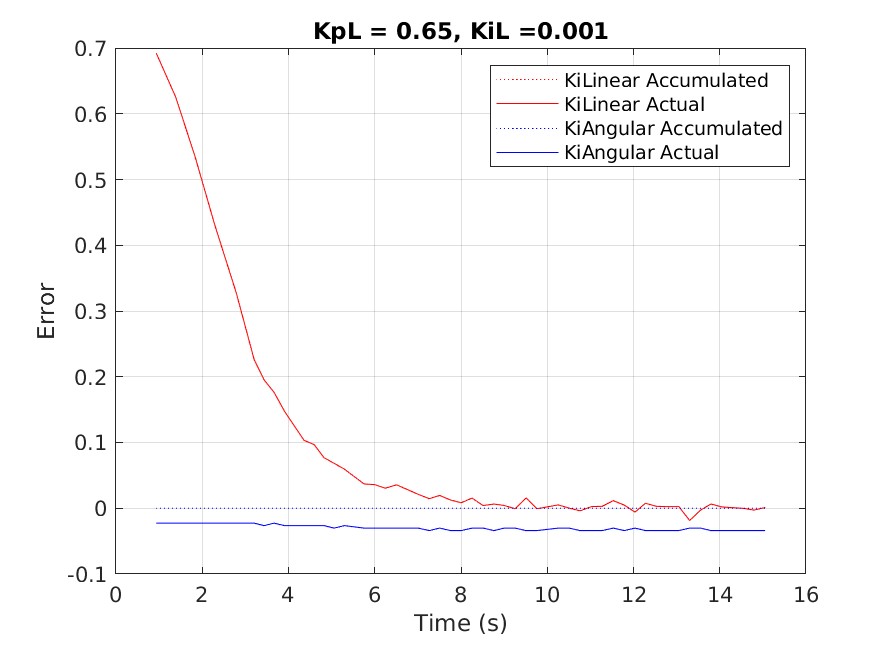 KpL = 0.65, KiL =0.001
0.7
0.6
0.5
0.4
0.3
0.2
0.1
0
-0.1
Error
KiLinear Accumulated
KiLinear Actual
KiAngular Accumulated
KiAngular Actual
0 2 4 6 8 10 12 14 16
Time (s)